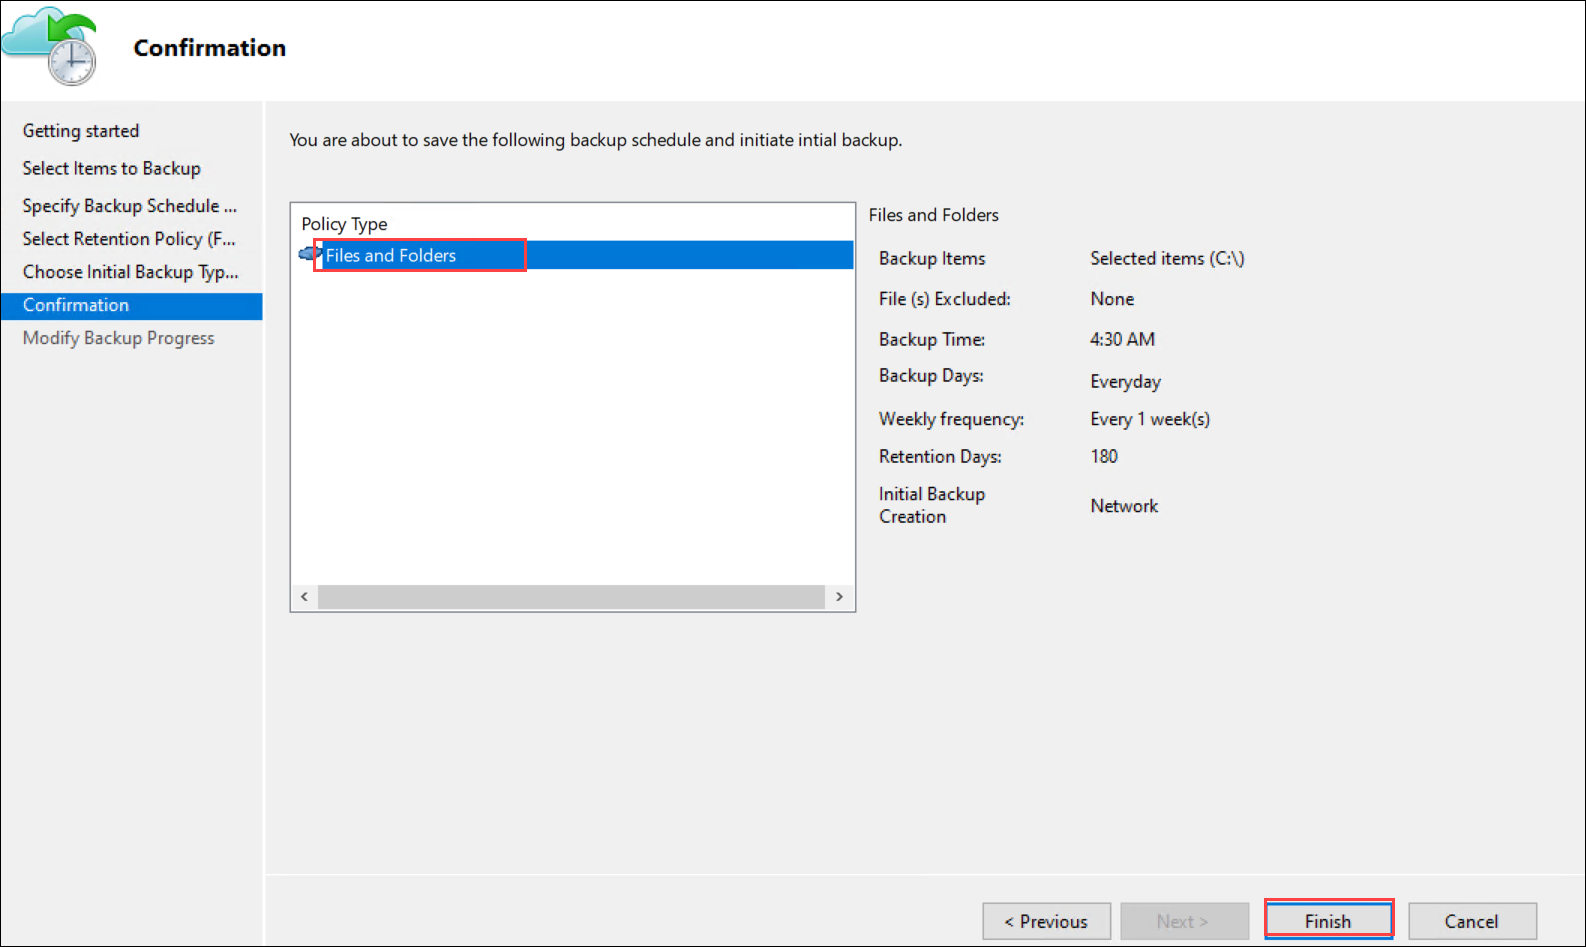 Confirmation
Getting started
Select Items to Backup
Specify Backup Schedule ...
Select Retention Policy (F...
Choose Initial Backup Typ...
Confirmation
Modify Backup Progress
You are about to save the following backup schedule and initiate intial backup.
Policy Type
Files and Folders
Files and Folders
Backup Items Selected items (C:\)
File (s) Excluded: None
Backup Time: 4:30 AM
Backup Days: Everyday
Weekly frequency: Every 1 week(s)
Retention Days: 180
Initial Backup
Creation Network
< Previous Next > Finish Cancel